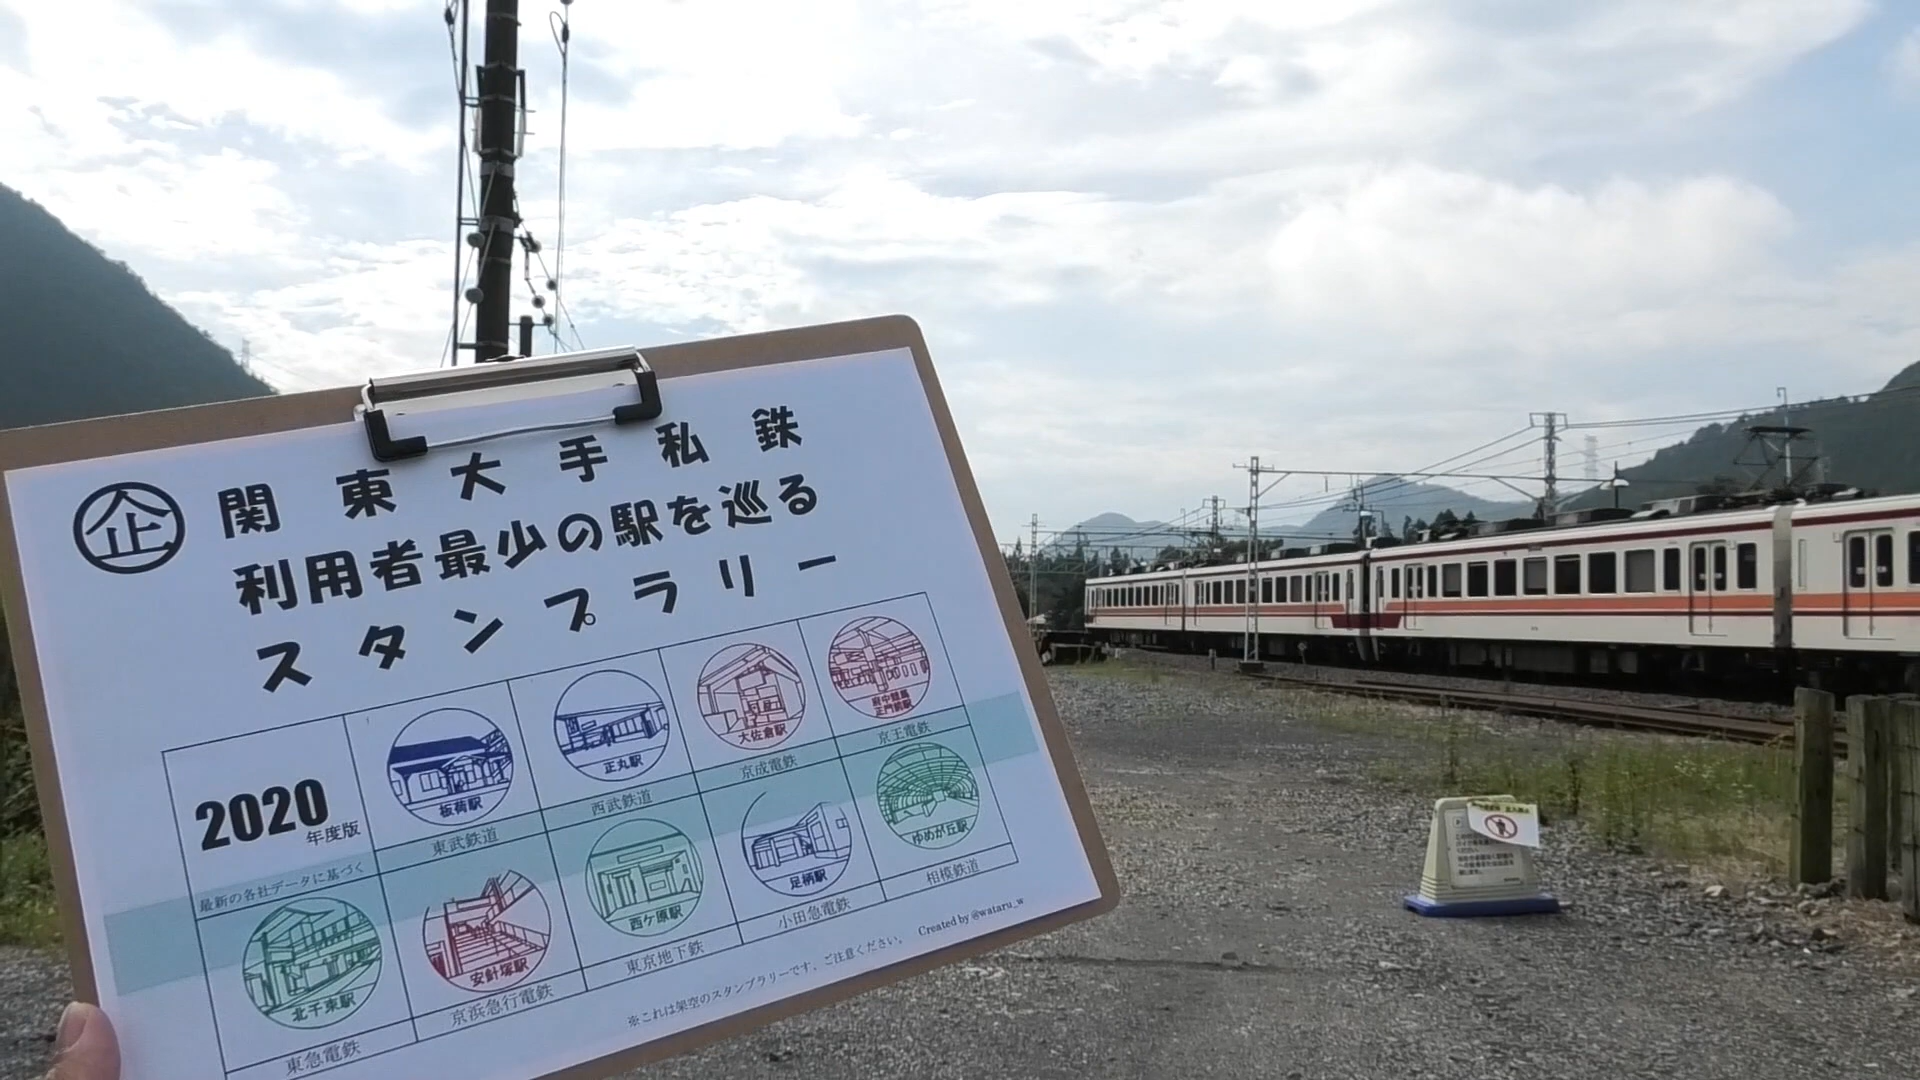 企
関東大手私鉄
利用者最少の駅を巡る
スタンプラリー
2020
年度版
最新の各社データに基づく
板荷駅
東武鉄道
正丸駅
西武鉄道
大佐倉駅
京成電鉄
府中競馬
正門前駅
京王電鉄
北千束駅
東急電鉄
安針塚駅
京浜急行電鉄
西ケ原駅
東京地下鉄
足柄駅
小田急電鉄
ゆめが丘駅
相模鉄道
※これは架空のスタンプラリーです。ご注意ください。
Created by @wataru_w